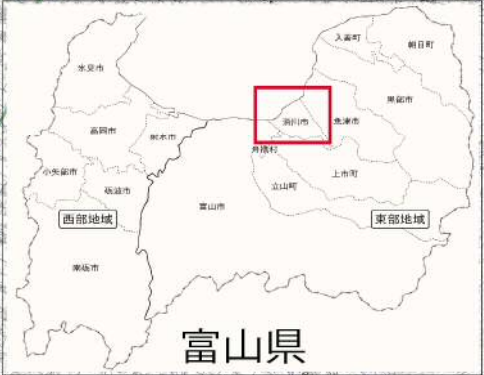 入善町
朝日町
氷見市
黒部市
滑川市
魚津市
高岡市
射水市
舟橋村
小矢部市
上市町
立山町
砺波市
富山市
西部地域
東部地域
南砺市
富山県